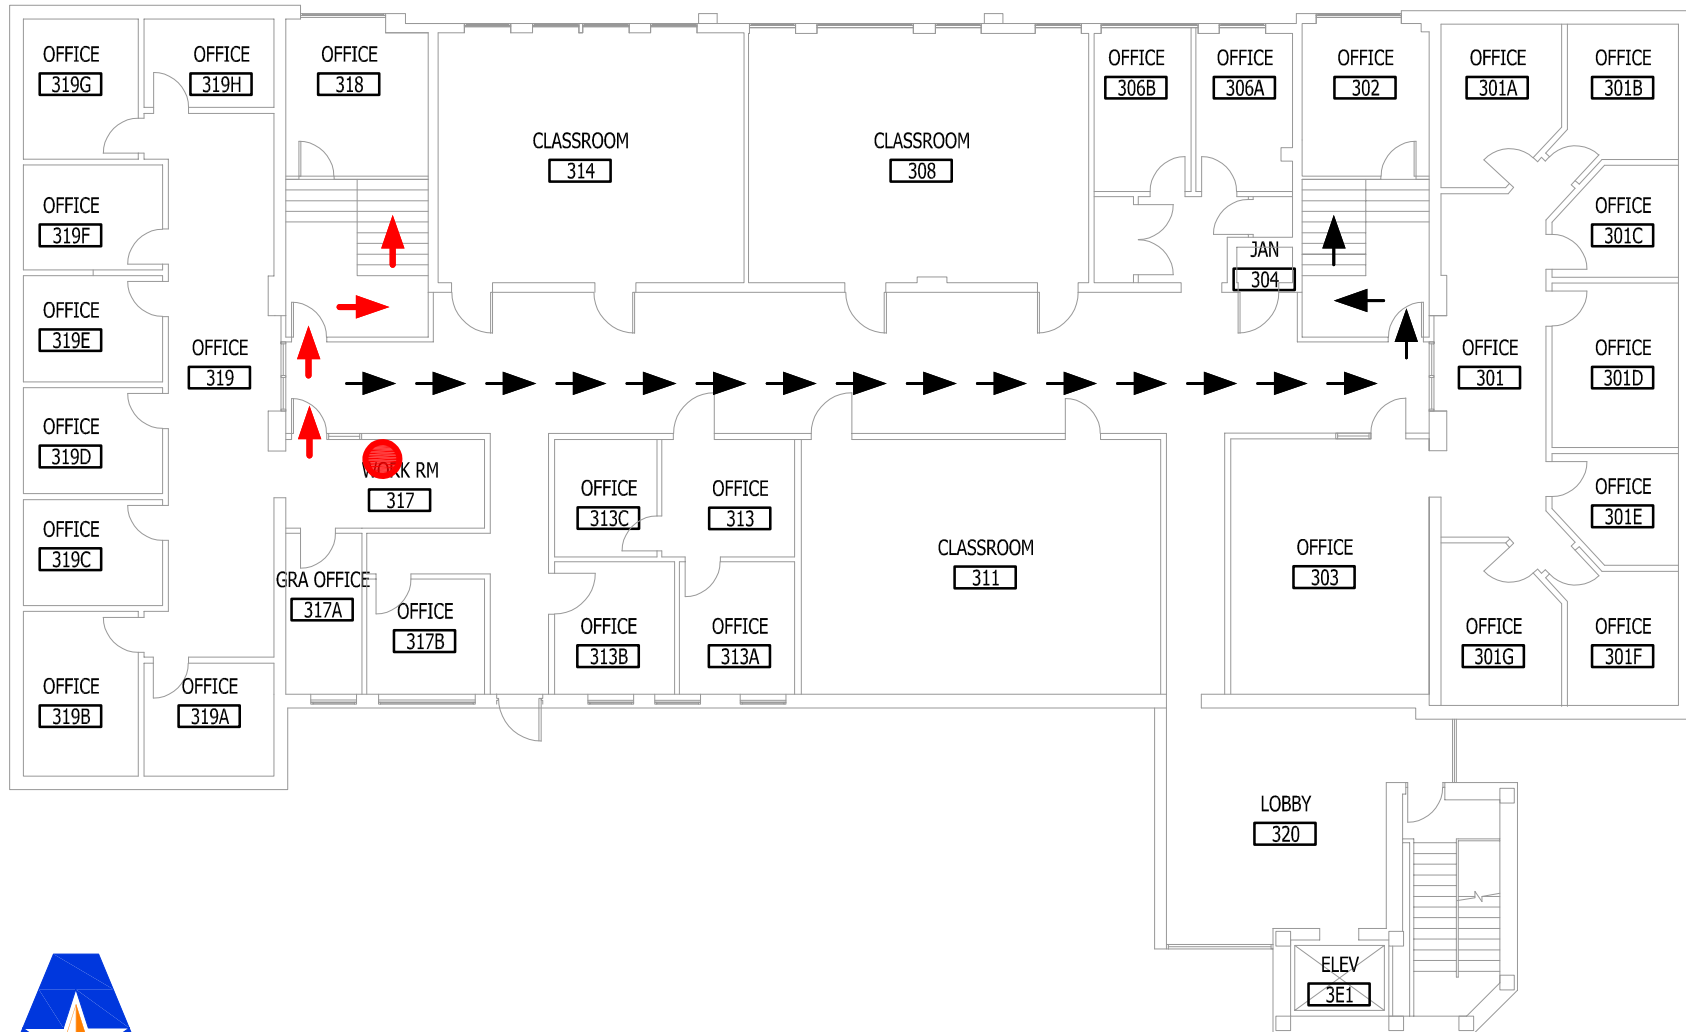 OFFICE
319G
OFFICE
319H
OFFICE
318
CLASSROOM
314
CLASSROOM
308
OFFICE
306B
OFFICE
306A
OFFICE
302
OFFICE
301A
OFFICE
301B
OFFICE
319F
JAN
304
OFFICE
301C
OFFICE
319E
OFFICE
319
OFFICE
301
OFFICE
301D
OFFICE
319D
WORK RM
317
OFFICE
313C
OFFICE
313
OFFICE
301E
OFFICE
319C
GRA OFFICE
317A
OFFICE
317B
OFFICE
313B
OFFICE
313A
CLASSROOM
311
OFFICE
303
OFFICE
301G
OFFICE
301F
OFFICE
319B
OFFICE
319A
LOBBY
320
ELEV
3E1